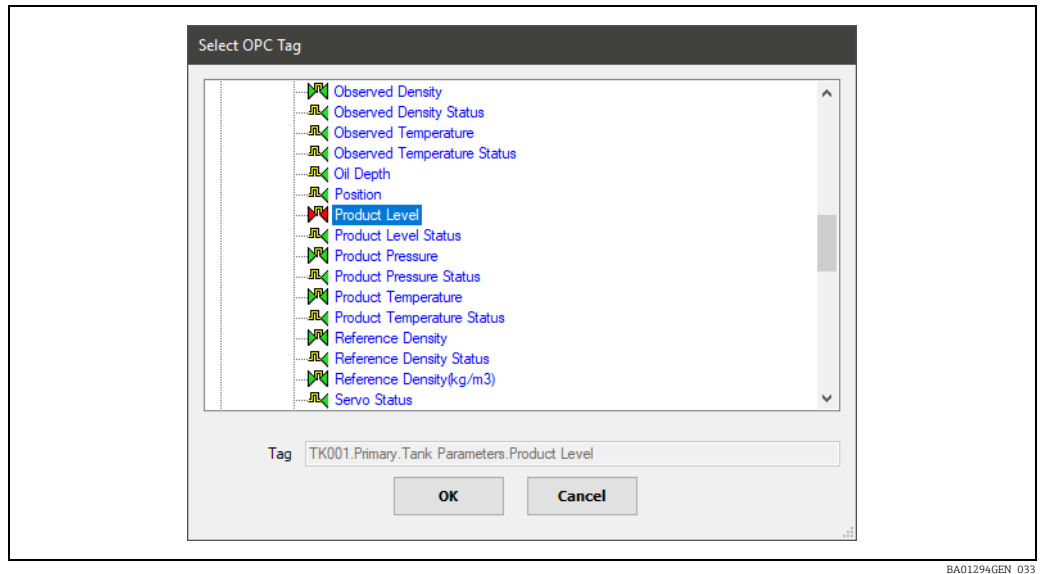 Select OPC Tag
Observed Density
Observed Density Status
Observed Temperature
Observed Temperature Status
Oil Depth
Position
Product Level
Product Level Status
Product Pressure
Product Pressure Status
Product Temperature
Product Temperature Status
Reference Density
Reference Density Status
Reference Density(kg/m3)
Servo Status
Tag TK001.Primary.Tank Parameters.Product Level
OK Cancel
BA01294GEN_033